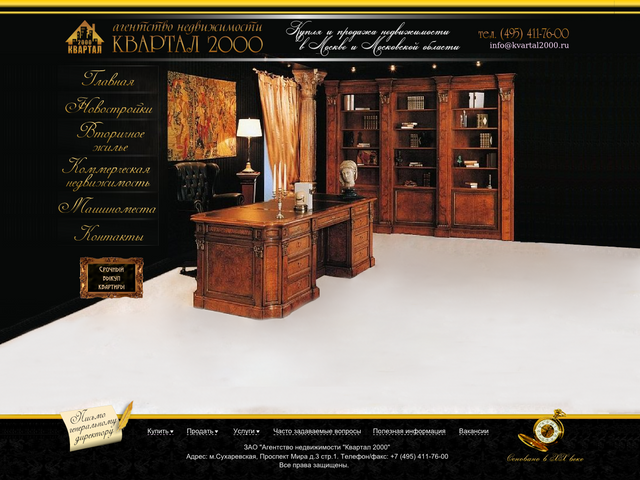 2000
КВАРТАЛ
агентство недвижимости
КВАРТАЛ 2000
Купля и продажа недвижимости
в Москве и Московской области
тел. (495) 411-76-00
info@kvartal2000.ru
Главная
Новостройки
Вторичное
жилье
Коммерческая
недвижимость
Машиноместа
Контакты
Срочный
выкуп
квартиры
Письмо
генеральному
директору
Купить
Продать
Услуги
Часто задаваемые вопросы
Полезная информация
Вакансии
ЗАО "Агентство недвижимости "Квартал 2000"
Адрес: м.Сухаревская, Проспект Мира д.3 стр.1. Телефон/факс: +7 (495) 411-76-00
Все права защищены.
Основано в XX веке